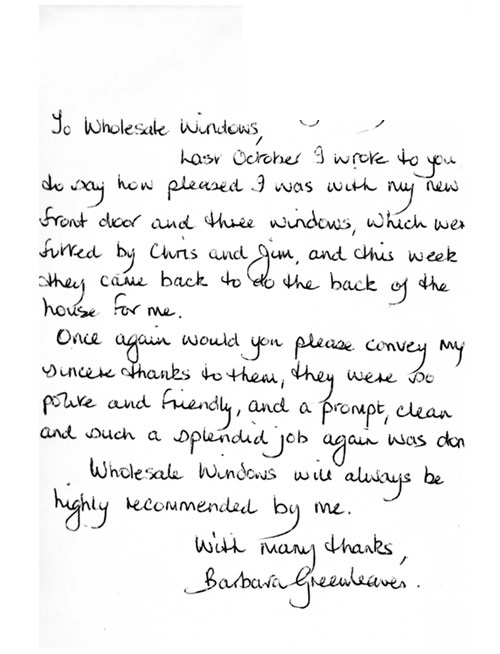 To Wholesale Windows,
Last October I wrote to you
to say how pleased I was with my new
front door and three windows, which wer
fitted by Chris and Jim, and this week
they came back to do the back of the
house for me.
Once again would you please convey my
sincere thanks to them, they were so
polite and friendly, and a prompt, clean
and such a splendid job again was don
Wholesale Windows will always be
highly recommended by me.
With many thanks,
Barbara Greenleaves.